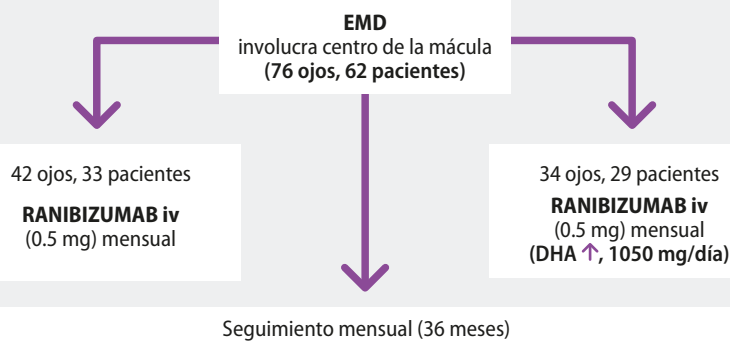 EMD
involucra centro de la mácula
(76 ojos, 62 pacientes)
42 ojos, 33 pacientes
RANIBIZUMAB iv
(0.5 mg) mensual
34 ojos, 29 pacientes
RANIBIZUMAB iv
(0.5 mg) mensual
(DHA ↑, 1050 mg/día)
Seguimiento mensual (36 meses)